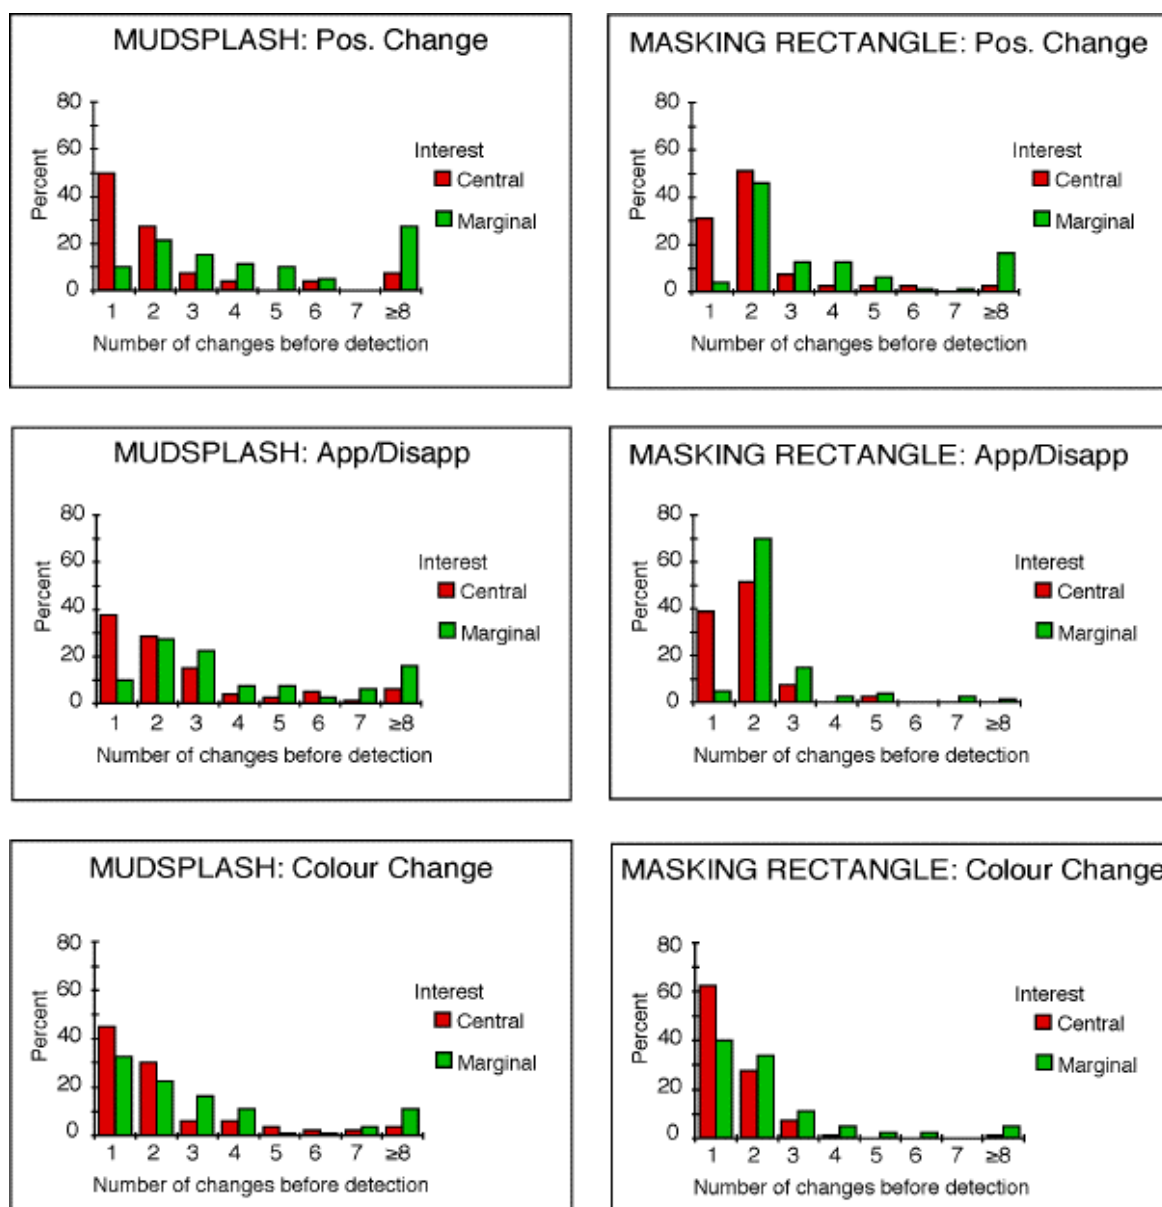 MUDSPLASH: Pos. Change
80
60
40
20
0
Percent
Interest
Central
Marginal
1 2 3 4 5 6 7 ≥8
Number of changes before detection
MASKING RECTANGLE: Pos. Change
80
60
40
20
0
Percent
Interest
Central
Marginal
1 2 3 4 5 6 7 ≥8
Number of changes before detection
MUDSPLASH: App/Disapp
80
60
40
20
0
Percent
Interest
Central
Marginal
1 2 3 4 5 6 7 ≥8
Number of changes before detection
MASKING RECTANGLE: App/Disapp
80
60
40
20
0
Percent
Interest
Central
Marginal
1 2 3 4 5 6 7 ≥8
Number of changes before detection
MUDSPLASH: Colour Change
80
60
40
20
0
Percent
Interest
Central
Marginal
1 2 3 4 5 6 7 ≥8
Number of changes before detection
MASKING RECTANGLE: Colour Change
80
60
40
20
0
Percent
Interest
Central
Marginal
1 2 3 4 5 6 7 ≥8
Number of changes before detection